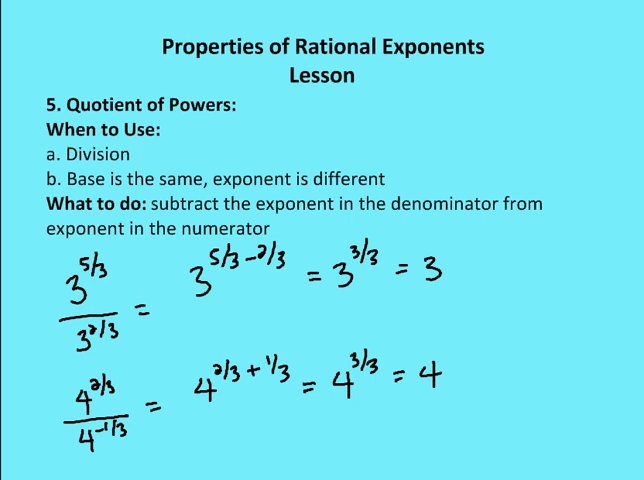 Properties of Rational Exponents
Lesson
5. Quotient of Powers:
When to Use:
a. Division
b. Base is the same, exponent is different
What to do: subtract the exponent in the denominator from
exponent in the numerator
3^(5/3) / 3^(2/3) = 3^(5/3 - 2/3) = 3^(3/3) = 3
4^(2/3) / 4^(-1/3) = 4^(2/3 + 1/3) = 4^(3/3) = 4